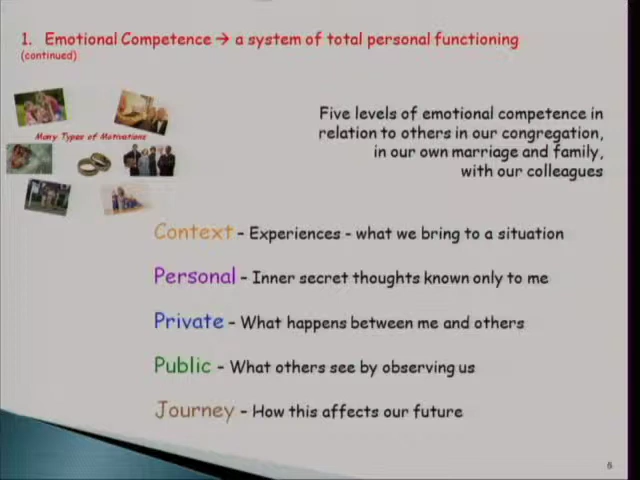 1. Emotional Competence → a system of total personal functioning
(continued)
Many Types of Motivations
Five levels of emotional competence in
relation to others in our congregation,
in our own marriage and family,
with our colleagues
Context – Experiences - what we bring to a situation
Personal – Inner secret thoughts known only to me
Private – What happens between me and others
Public – What others see by observing us
Journey – How this affects our future